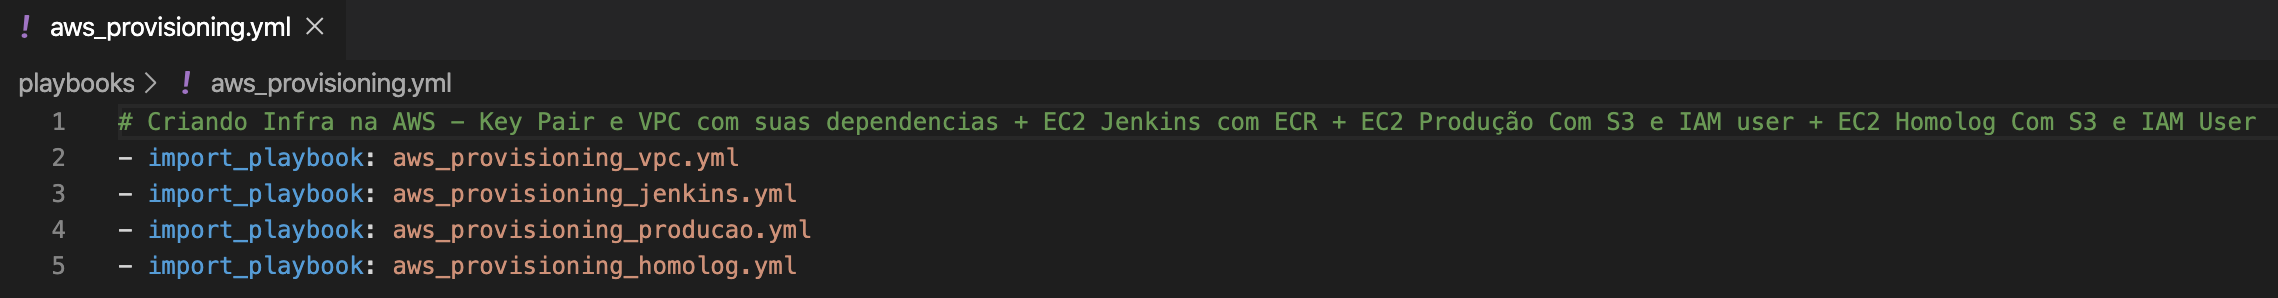 ! aws_provisioning.yml ×
playbooks > ! aws_provisioning.yml
1 # Criando Infra na AWS - Key Pair e VPC com suas dependencias + EC2 Jenkins com ECR + EC2 Produção Com S3 e IAM user + EC2 Homolog Com S3 e IAM User
2 - import_playbook: aws_provisioning_vpc.yml
3 - import_playbook: aws_provisioning_jenkins.yml
4 - import_playbook: aws_provisioning_producao.yml
5 - import_playbook: aws_provisioning_homolog.yml